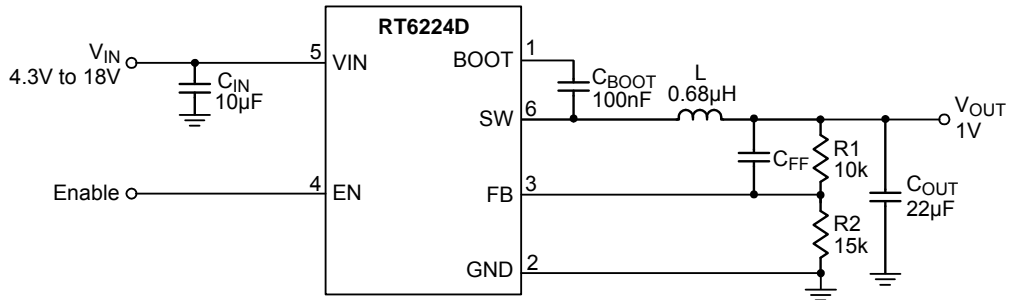 RT6224D
VIN
4.3V to 18V
CIN
10µF
5
VIN
BOOT
1
CBOOT
100nF
L
0.68µH
SW
6
VOUT
1V
CFF
R1
10k
Enable
4
EN
FB
3
COUT
22µF
R2
15k
GND
2